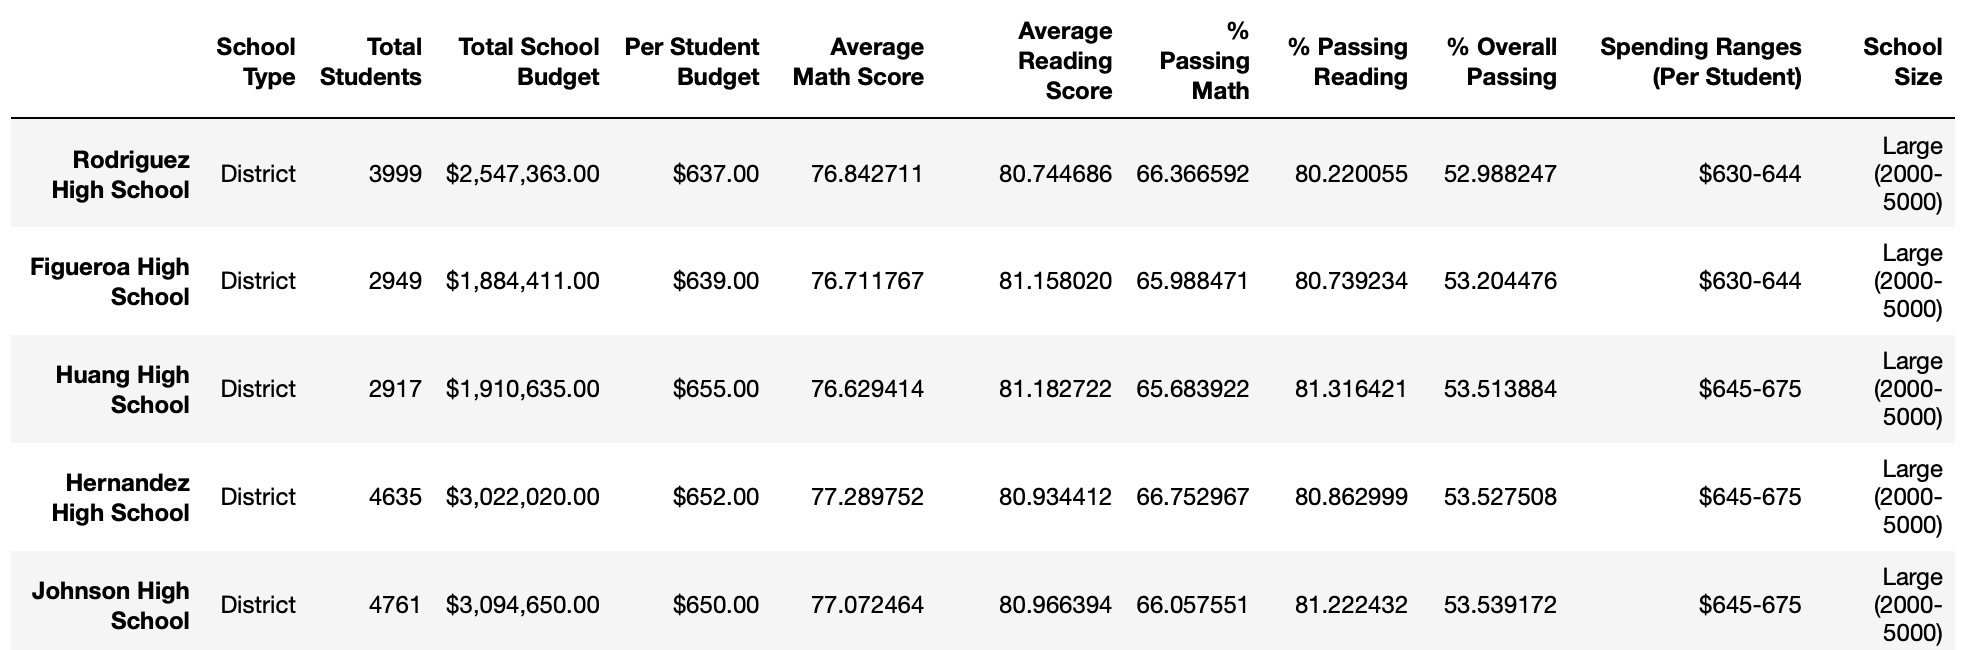 School Type Total Students Total School Budget Per Student Budget Average Math Score Average Reading Score % Passing Math % Passing Reading % Overall Passing Spending Ranges (Per Student) School Size
Rodriguez High School District 3999 $2,547,363.00 $637.00 76.842711 80.744686 66.366592 80.220055 52.988247 $630-644 Large (2000-5000)
Figueroa High School District 2949 $1,884,411.00 $639.00 76.711767 81.158020 65.988471 80.739234 53.204476 $630-644 Large (2000-5000)
Huang High School District 2917 $1,910,635.00 $655.00 76.629414 81.182722 65.683922 81.316421 53.513884 $645-675 Large (2000-5000)
Hernandez High School District 4635 $3,022,020.00 $652.00 77.289752 80.934412 66.752967 80.862999 53.527508 $645-675 Large (2000-5000)
Johnson High School District 4761 $3,094,650.00 $650.00 77.072464 80.966394 66.057551 81.222432 53.539172 $645-675 Large (2000-5000)